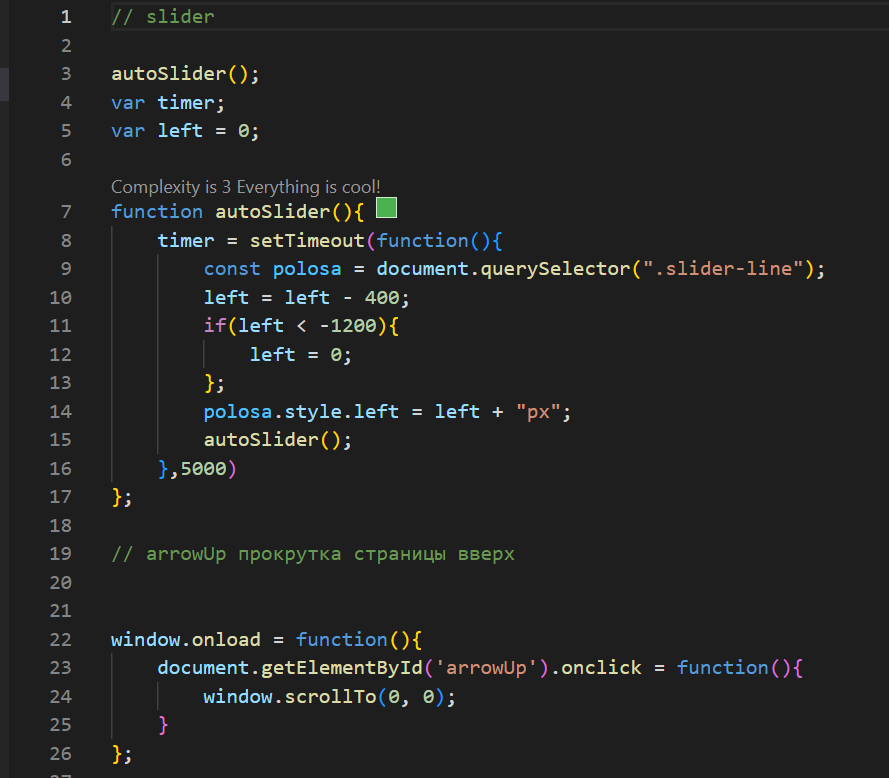 1 // slider
2
3 autoSlider();
4 var timer;
5 var left = 0;
6
Complexity is 3 Everything is cool!
7 function autoSlider(){
8 timer = setTimeout(function(){
9 const polosa = document.querySelector(".slider-line");
10 left = left - 400;
11 if(left < -1200){
12 left = 0;
13 };
14 polosa.style.left = left + "px";
15 autoSlider();
16 },5000)
17 };
18
19 // arrowUp прокрутка страницы вверх
20
21
22 window.onload = function(){
23 document.getElementById('arrowUp').onclick = function(){
24 window.scrollTo(0, 0);
25 }
26 };